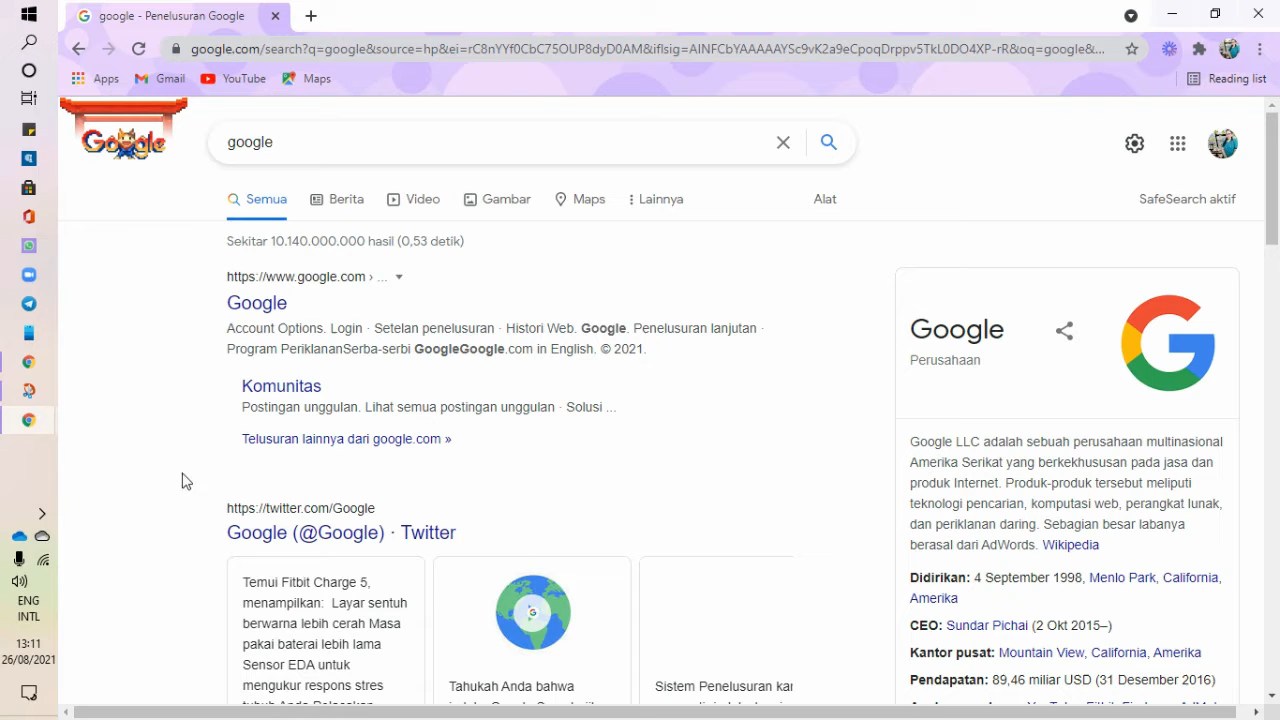 google - Penelusuran Google
google.com/search?q=google&source=hp&ei=rC8nYYf0CbC75OUP8dyD0AM&iflsig=AINFCbYAAAAAYSc9vK2a9eCpoqDrppv5TkL0DO4XP-rR&oq=google&...
Apps Gmail YouTube Maps Reading list
Google
google
Semua Berita Video Gambar Maps Lainnya Alat SafeSearch aktif
Sekitar 10.140.000.000 hasil (0,53 detik)
https://www.google.com › ...
Google
Account Options. Login · Setelan penelusuran · Histori Web. Google. Penelusuran lanjutan ·
Program PeriklananSerba-serbi GoogleGoogle.com in English. © 2021.
Komunitas
Postingan unggulan. Lihat semua postingan unggulan · Solusi ...
Telusuran lainnya dari google.com »
https://twitter.com/Google
Google (@Google) · Twitter
Temui Fitbit Charge 5,
menampilkan: Layar sentuh
berwarna lebih cerah Masa
pakai baterai lebih lama
Sensor EDA untuk
mengukur respons stres
Tahukah Anda bahwa
Sistem Penelusuran
Google
Perusahaan
Google LLC adalah sebuah perusahaan multinasional
Amerika Serikat yang berkekhususan pada jasa dan
produk Internet. Produk-produk tersebut meliputi
teknologi pencarian, komputasi web, perangkat lunak,
dan periklanan daring. Sebagian besar labanya
berasal dari AdWords. Wikipedia
Didirikan: 4 September 1998, Menlo Park, California,
Amerika
CEO: Sundar Pichai (2 Okt 2015–)
Kantor pusat: Mountain View, California, Amerika
Pendapatan: 89,46 miliar USD (31 Desember 2016)
ENG
INTL
13:11
26/08/2021